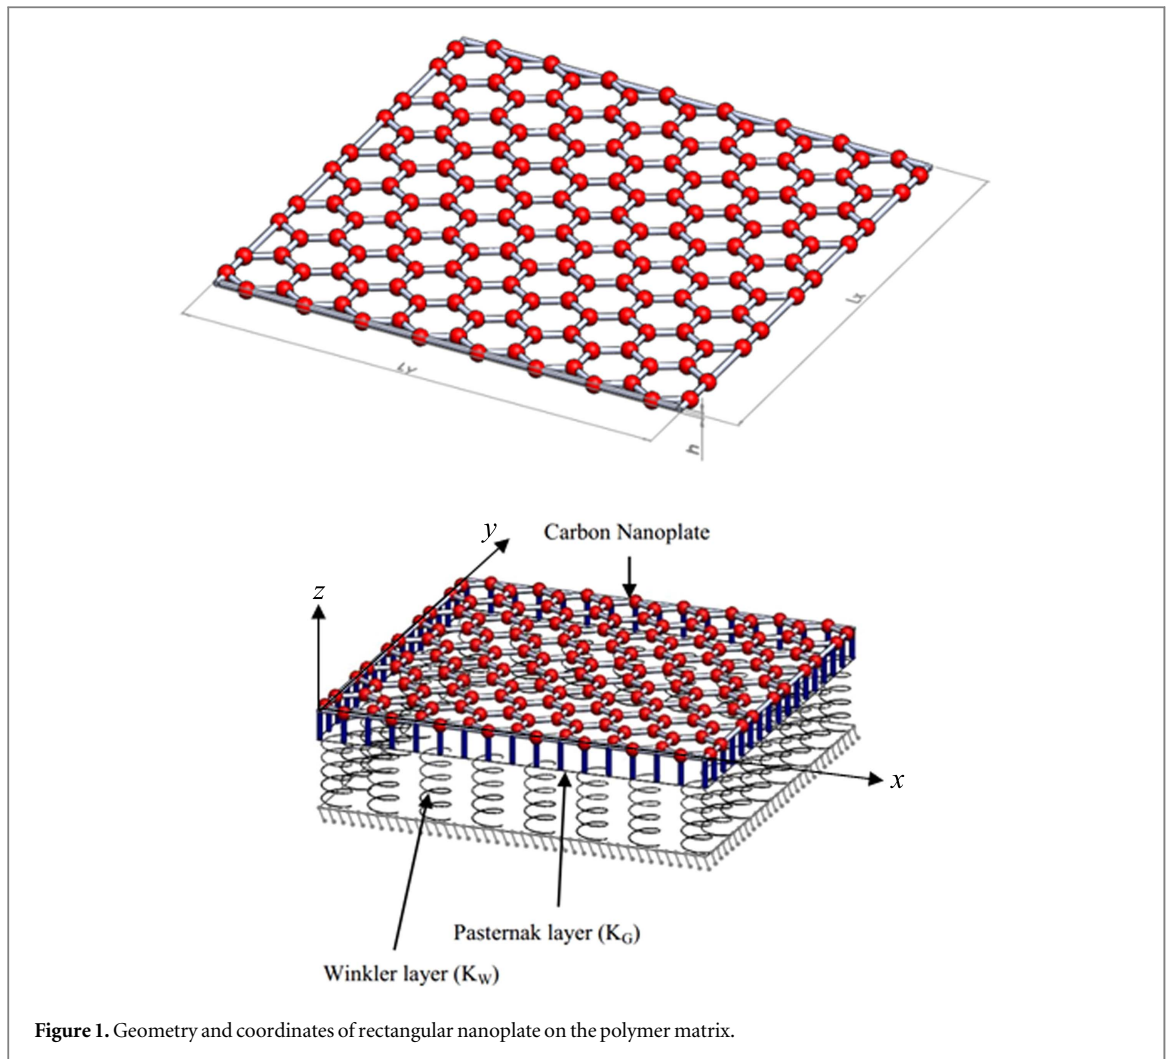 Lx
Ly
h
y
Carbon Nanoplate
z
x
Pasternak layer (K_G)
Winkler layer (K_W)
Figure 1. Geometry and coordinates of rectangular nanoplate on the polymer matrix.